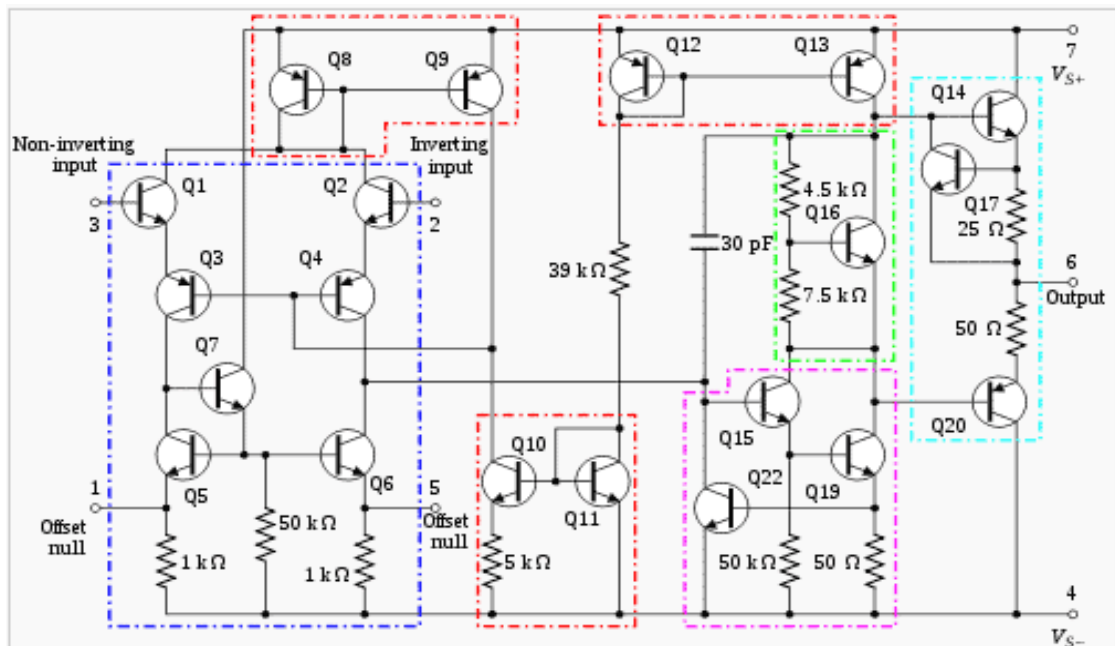 Q8
Q9
Q12
Q13
7
V_S+
Q14
Non-inverting
input
Inverting
input
Q1
Q2
3
2
4.5 kΩ
Q16
Q17
25 Ω
30 pF
6
Output
Q3
Q4
39 kΩ
7.5 kΩ
50 Ω
Q7
Q15
Q20
Q10
Q22
Q19
1
Q5
Q6
5
Offset
null
50 kΩ
Offset
null
Q11
1 kΩ
1 kΩ
5 kΩ
50 kΩ
50 Ω
4
V_S−